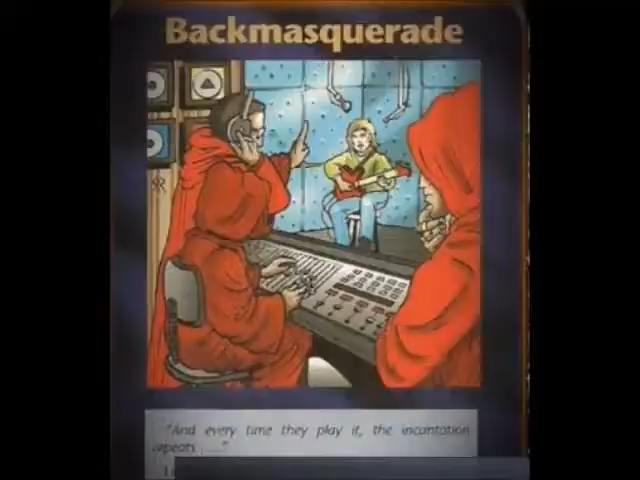 Backmasquerade
"And every time they play it, the incantation
repeats . . . ."